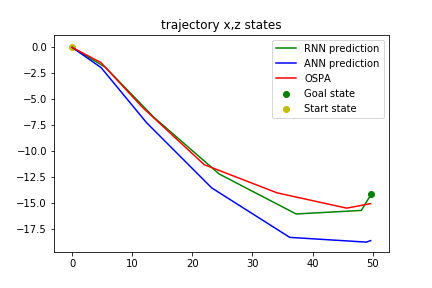 trajectory x,z states
RNN prediction
ANN prediction
OSPA
Goal state
Start state
0.0
−2.5
−5.0
−7.5
−10.0
−12.5
−15.0
−17.5
0 10 20 30 40 50